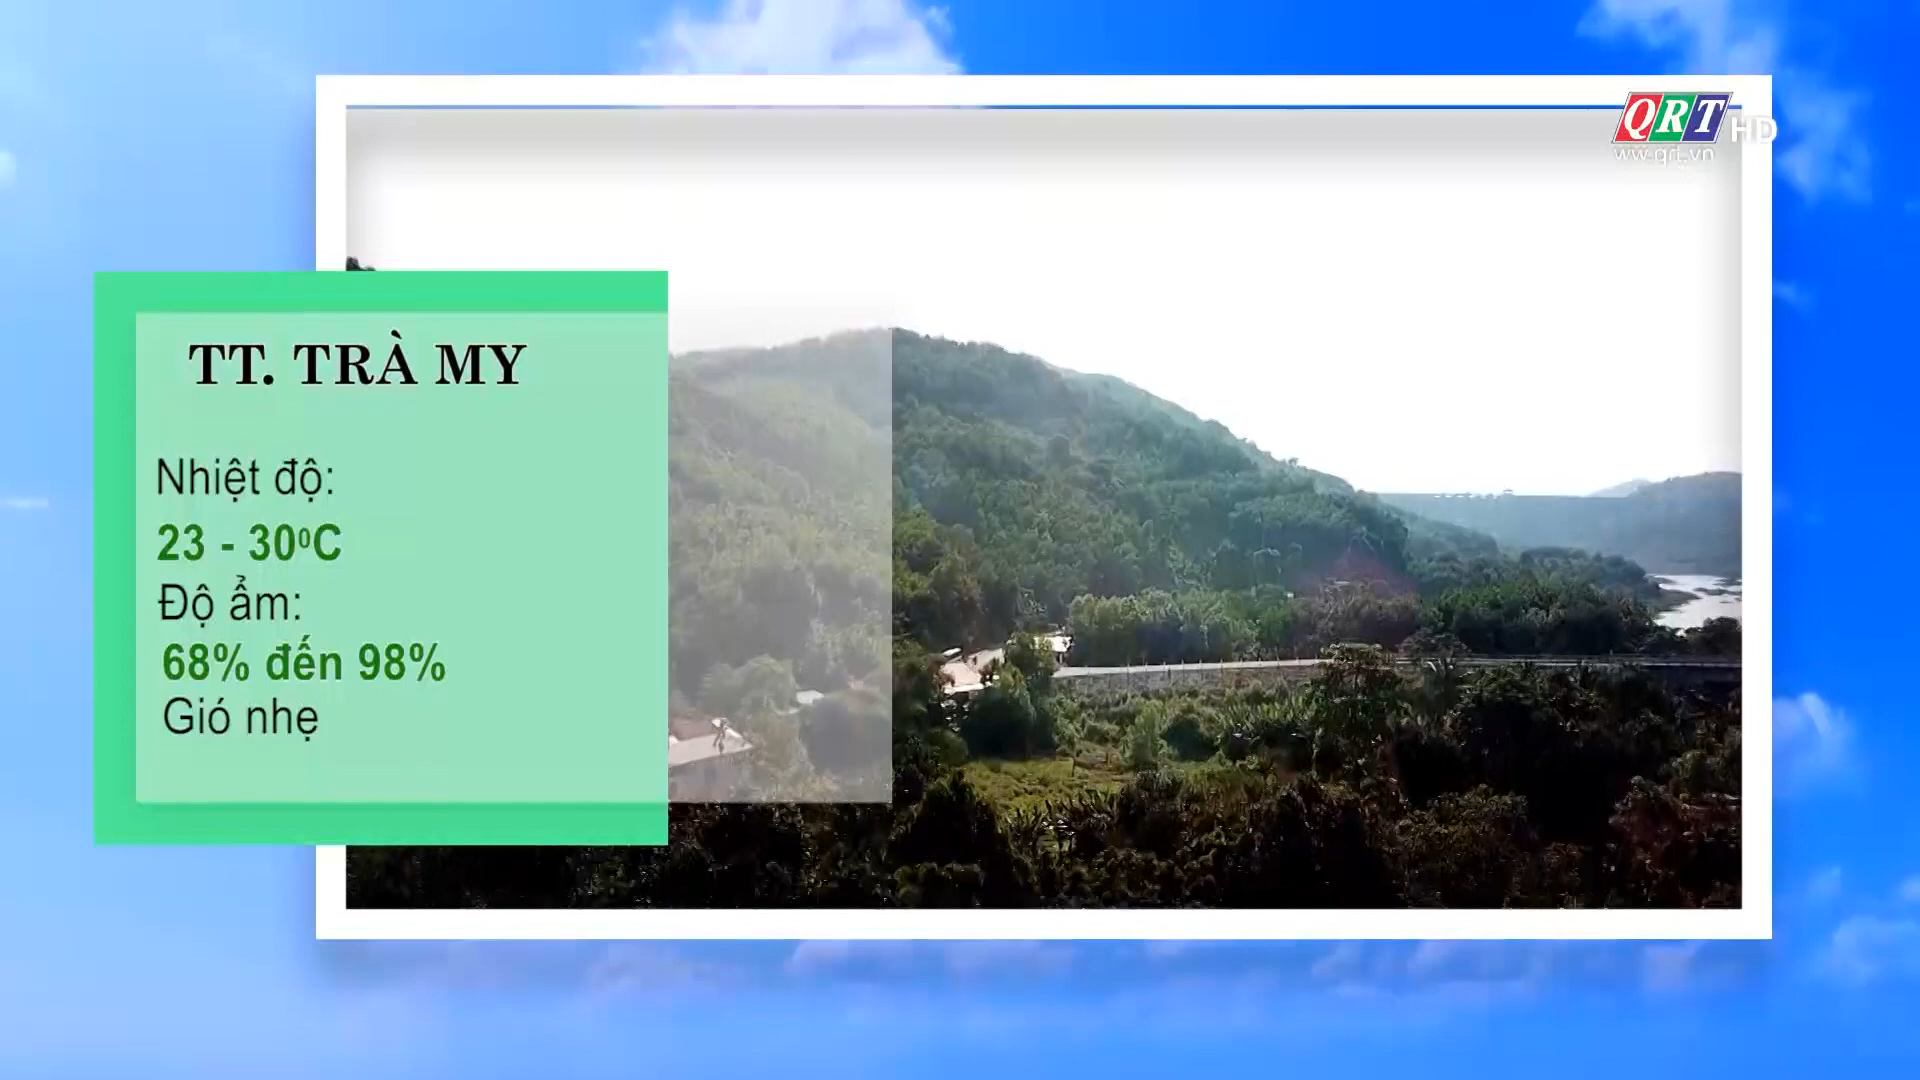 QRT HD
www.qrt.vn
TT. TRÀ MY
Nhiệt độ:
23 - 30⁰C
Độ ẩm:
68% đến 98%
Gió nhẹ